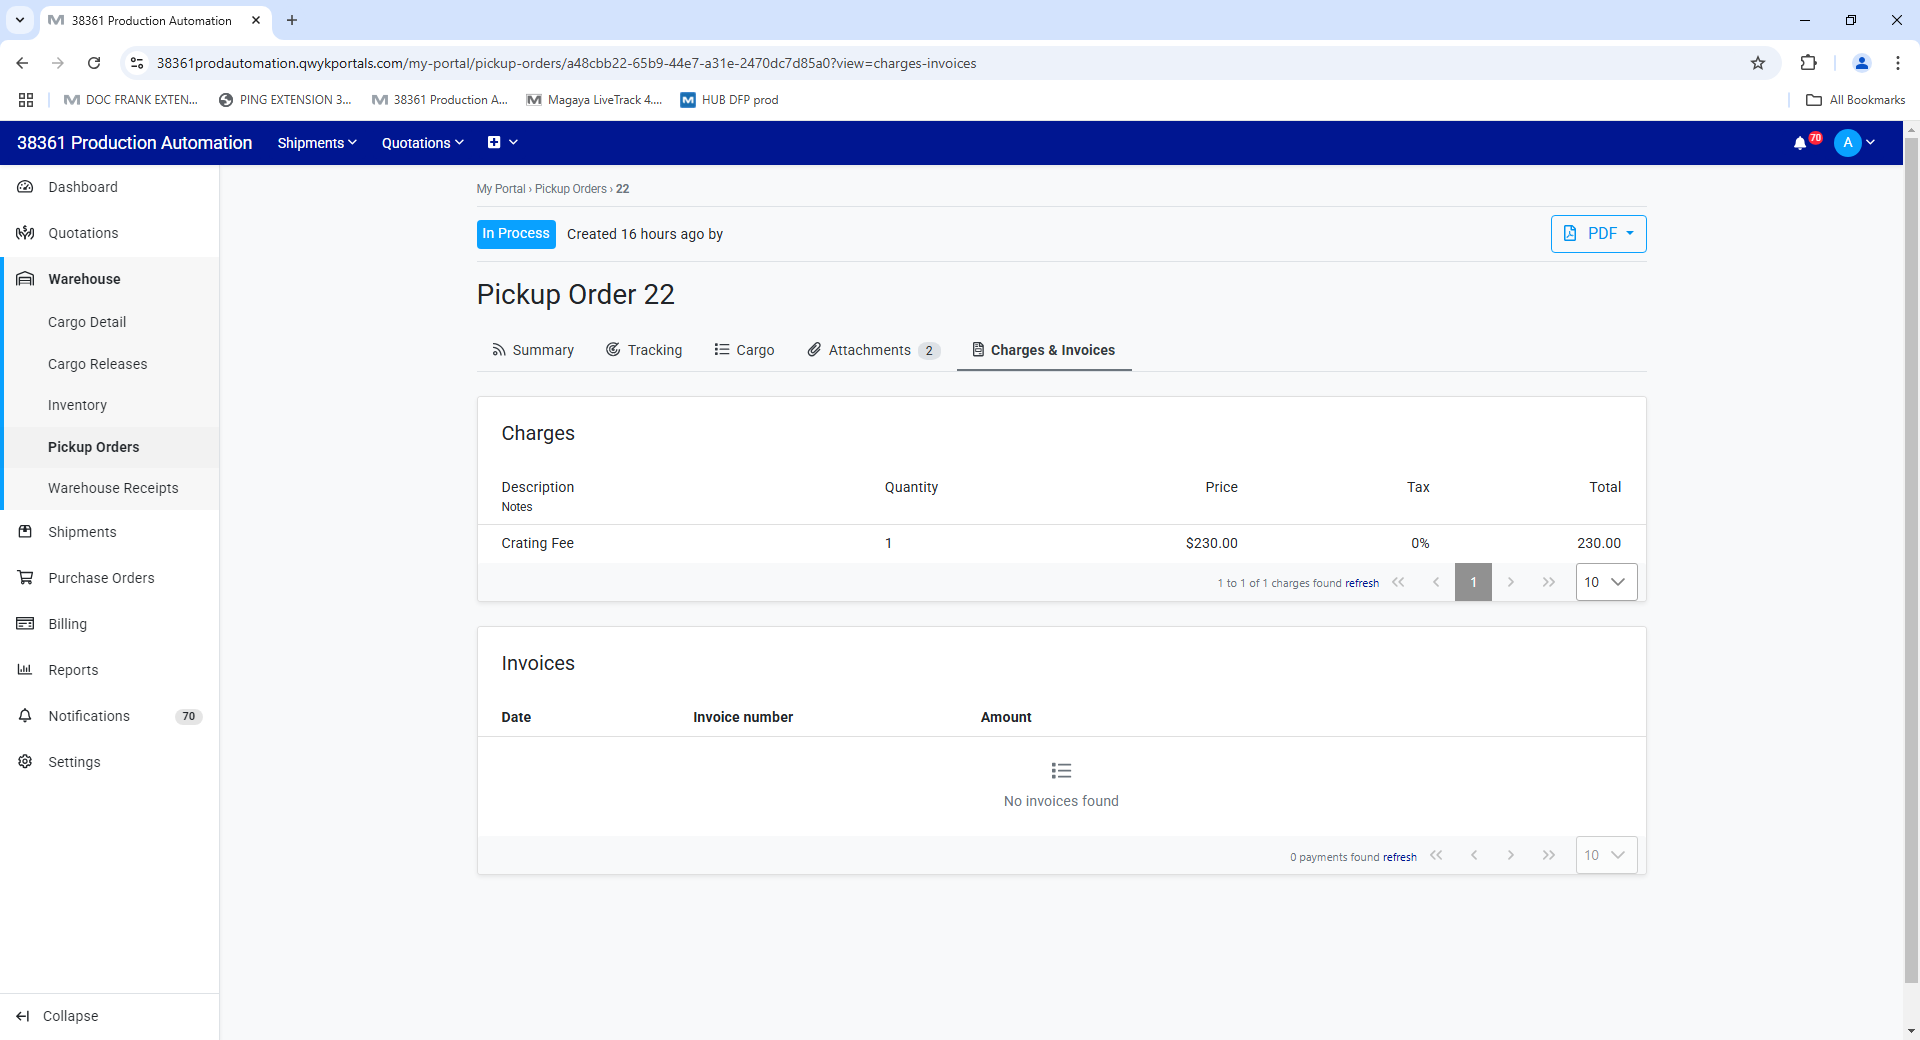 38361 Production Automation
38361prodautomation.qwykportals.com/my-portal/pickup-orders/a48cbb22-65b9-44e7-a31e-2470dc7d85a0?view=charges-invoices
DOC FRANK EXTEN...
PING EXTENSION 3...
38361 Production A...
Magaya LiveTrack 4....
HUB DFP prod
All Bookmarks
38361 Production Automation
Shipments
Quotations
70
A
Dashboard
Quotations
Warehouse
Cargo Detail
Cargo Releases
Inventory
Pickup Orders
Warehouse Receipts
Shipments
Purchase Orders
Billing
Reports
Notifications 70
Settings
Collapse
My Portal › Pickup Orders › 22
In Process Created 16 hours ago by
PDF
Pickup Order 22
Summary Tracking Cargo Attachments 2 Charges & Invoices
Charges
Description Quantity Price Tax Total
Notes
Crating Fee 1 $230.00 0% 230.00
1 to 1 of 1 charges found refresh 1 10
Invoices
Date Invoice number Amount
No invoices found
0 payments found refresh 10